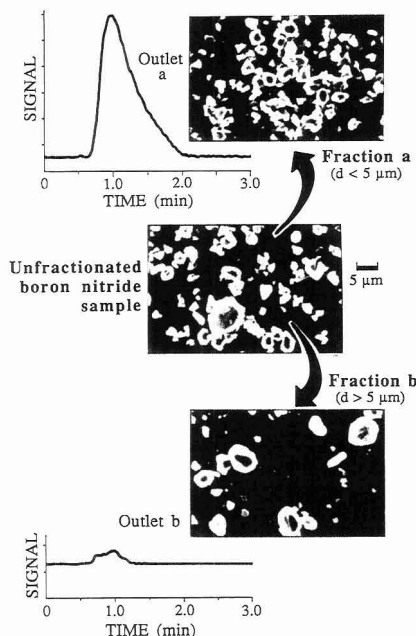 SIGNAL
Outlet
a
0
1.0
2.0
3.0
TIME (min)
Fraction a
(d < 5 µm)
Unfractionated
boron nitride
sample
5 µm
Fraction b
(d > 5 µm)
Outlet b
SIGNAL
0
1.0
2.0
3.0
TIME (min)